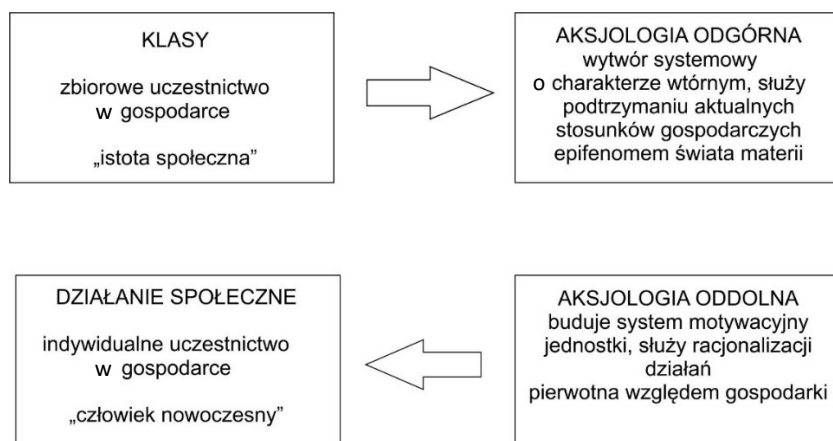 KLASY
zbiorowe uczestnictwo
w gospodarce
„istota społeczna”
AKSJOLOGIA ODGÓRNA
wytwór systemowy
o charakterze wtórnym, służy
podtrzymaniu aktualnych
stosunków gospodarczych
epifenomem świata materii
DZIAŁANIE SPOŁECZNE
indywidualne uczestnictwo
w gospodarce
„człowiek nowoczesny”
AKSJOLOGIA ODDOLNA
buduje system motywacyjny
jednostki, służy racjonalizacji
działań
pierwotna względem gospodarki